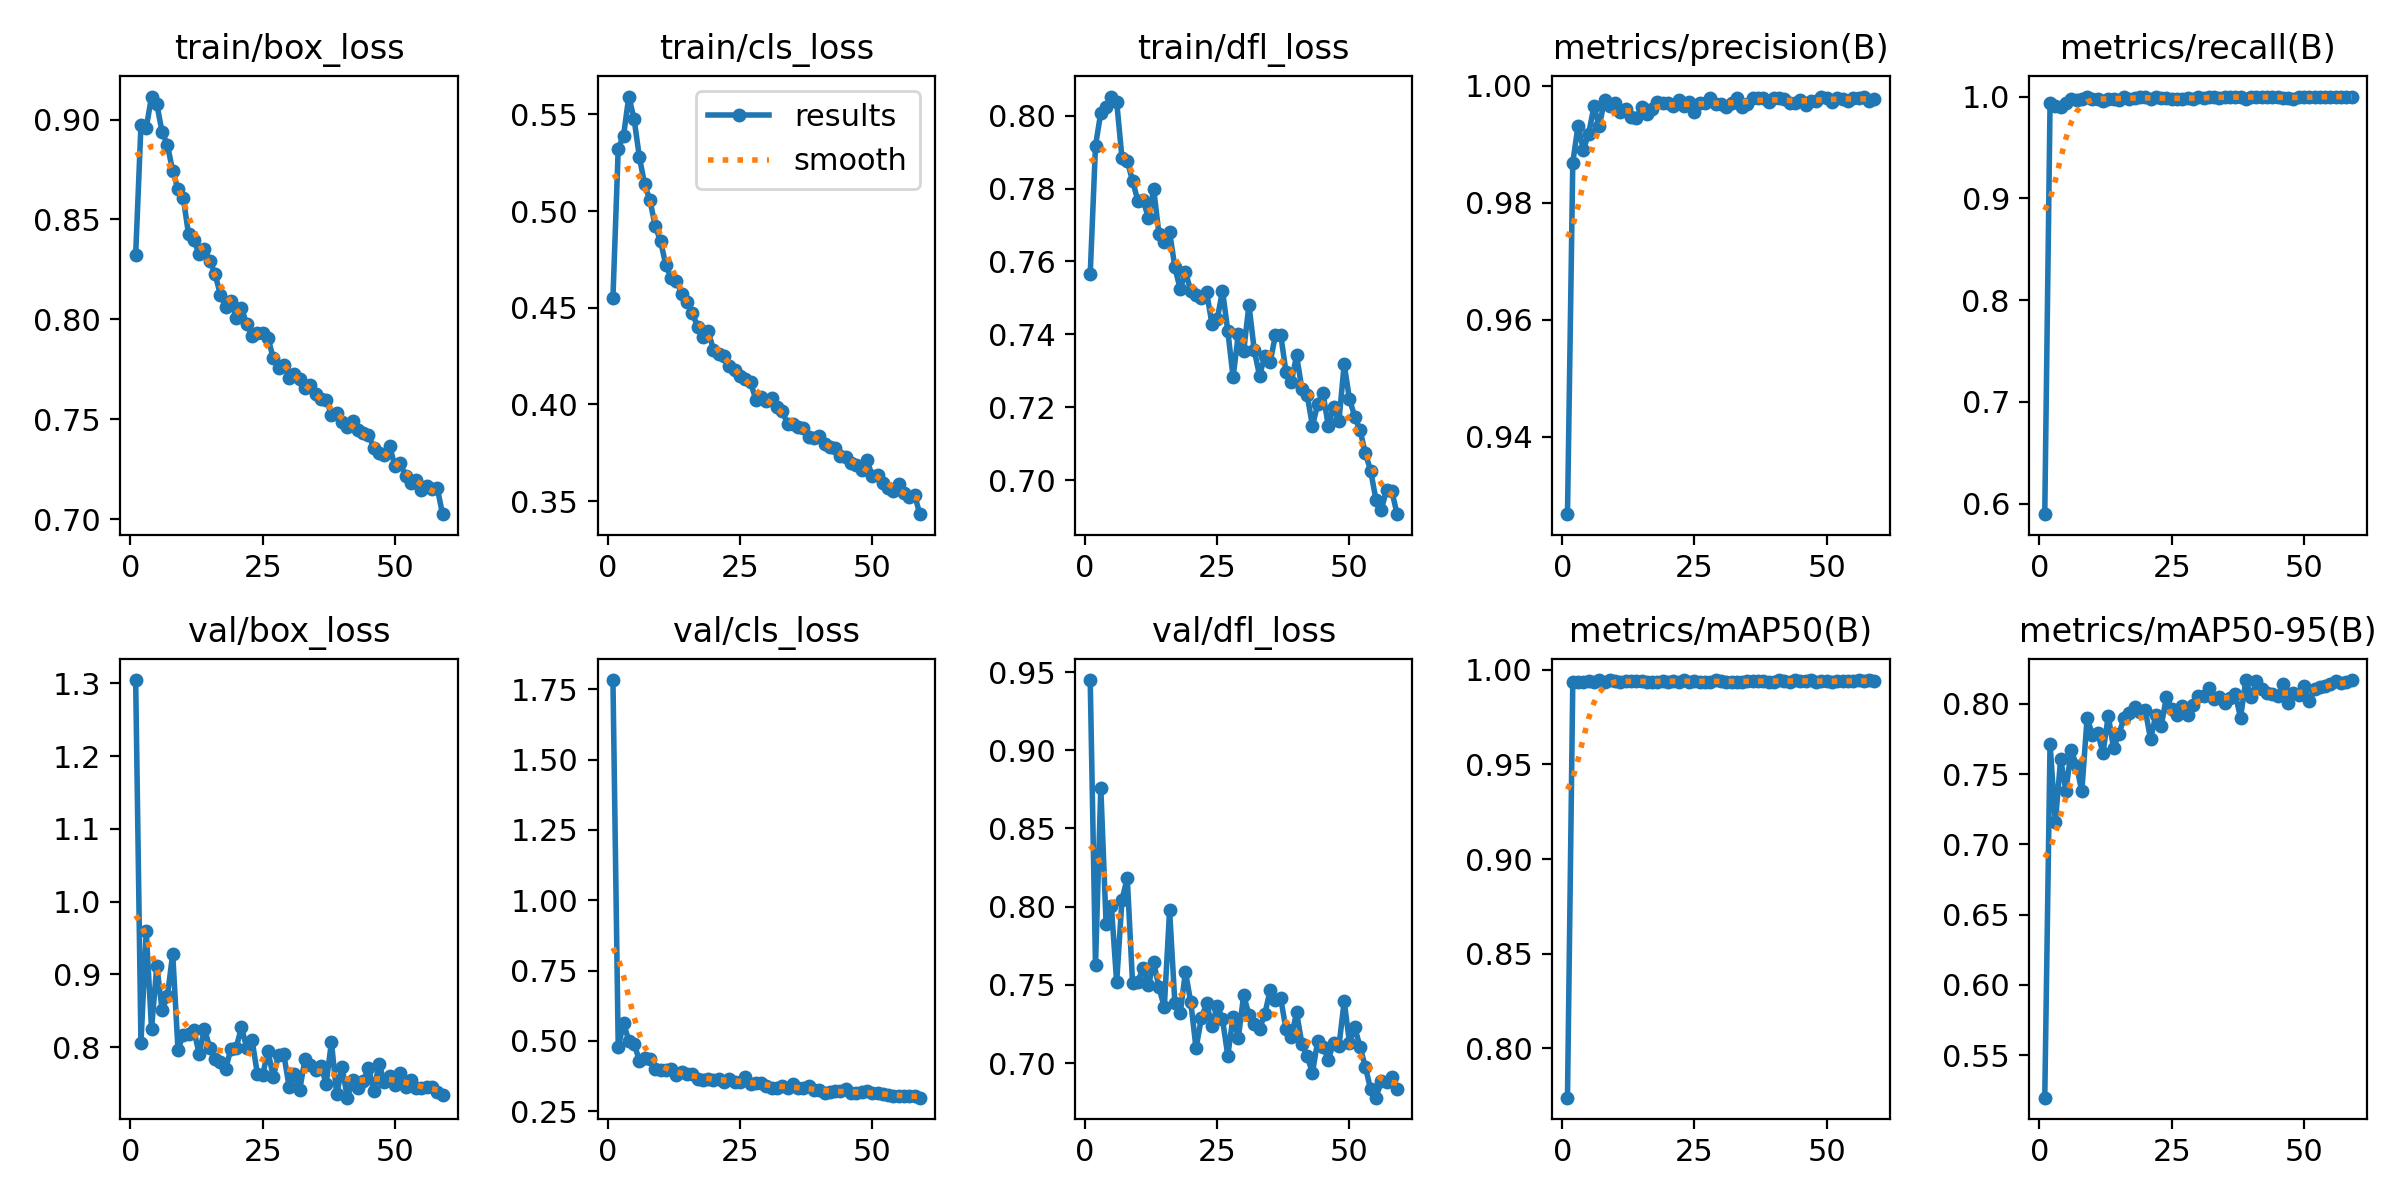 train/box_loss
0.90
0.85
0.80
0.75
0.70
0 25 50
train/cls_loss
results
smooth
0.55
0.50
0.45
0.40
0.35
0 25 50
train/dfl_loss
0.80
0.78
0.76
0.74
0.72
0.70
0 25 50
metrics/precision(B)
1.00
0.98
0.96
0.94
0 25 50
metrics/recall(B)
1.0
0.9
0.8
0.7
0.6
0 25 50
val/box_loss
1.3
1.2
1.1
1.0
0.9
0.8
0 25 50
val/cls_loss
1.75
1.50
1.25
1.00
0.75
0.50
0.25
0 25 50
val/dfl_loss
0.95
0.90
0.85
0.80
0.75
0.70
0 25 50
metrics/mAP50(B)
1.00
0.95
0.90
0.85
0.80
0 25 50
metrics/mAP50-95(B)
0.80
0.75
0.70
0.65
0.60
0.55
0 25 50